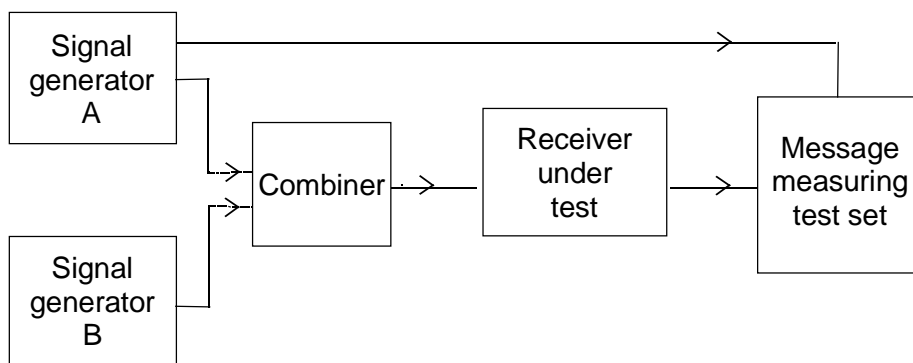 Signal
generator
A
Combiner
Receiver
under
test
Message
measuring
test set
Signal
generator
B